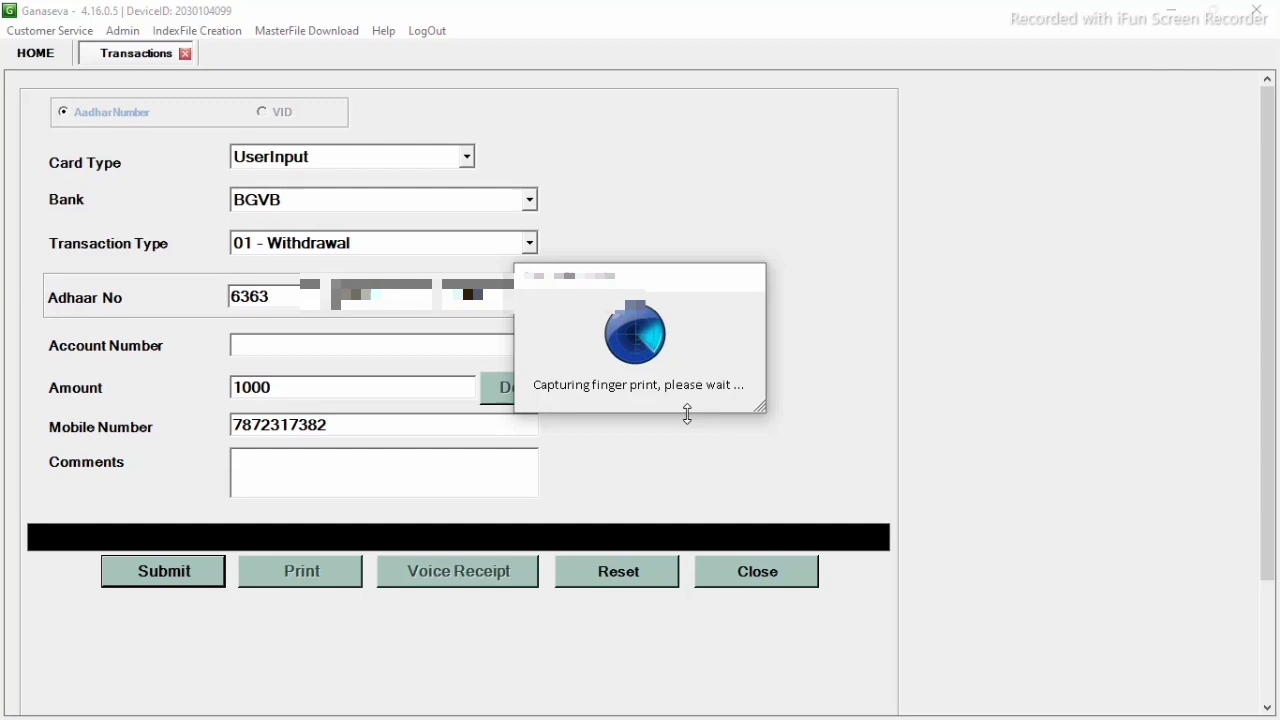 Ganaseva - 4.16.0.5 | DeviceID: 2030104099
Recorded with iFun Screen Recorder
Customer Service Admin IndexFile Creation MasterFile Download Help LogOut
HOME Transactions
AadharNumber VID
Card Type UserInput
Bank BGVB
Transaction Type 01 - Withdrawal
Adhaar No 6363
Account Number
Capturing finger print, please wait ...
Amount 1000
Mobile Number 7872317382
Comments
Submit Print Voice Receipt Reset Close